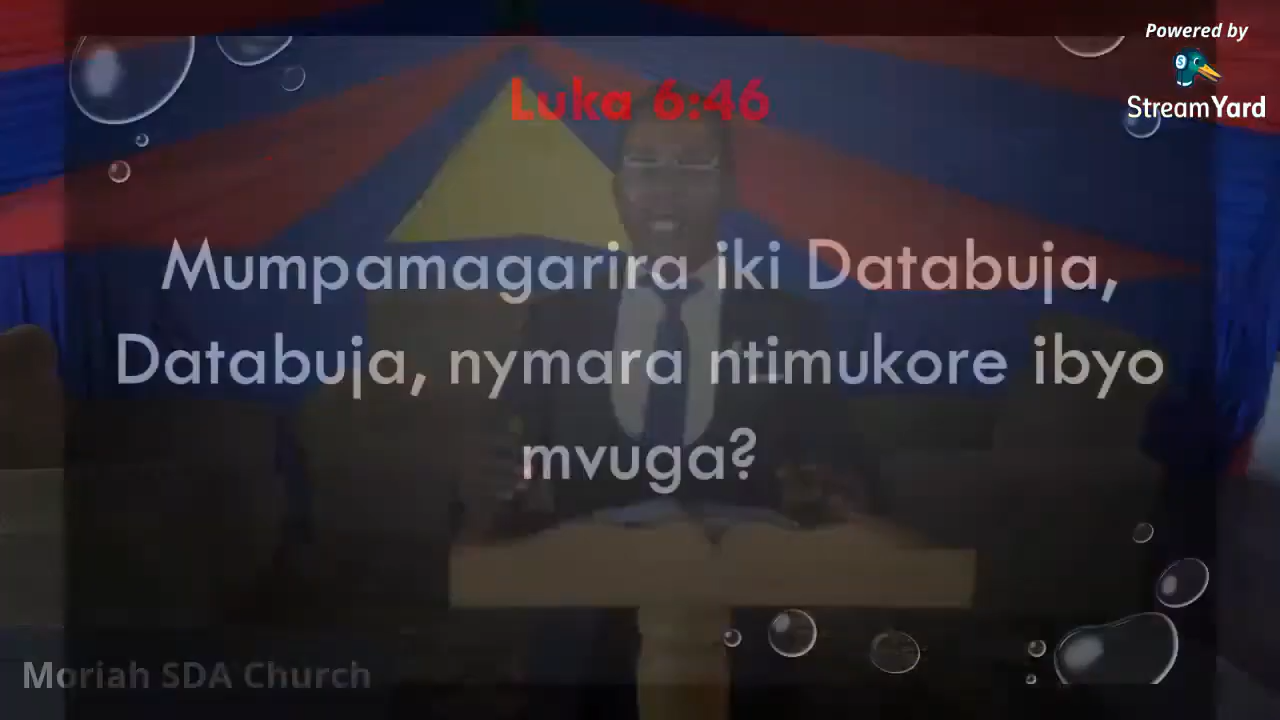 Powered by
StreamYard
Luka 6:46
Mumpamagarira iki Databuja,
Databuja, nymara ntimukore ibyo
mvuga?
Moriah SDA Church